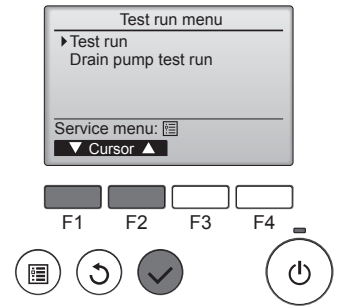 Test run menu
Test run
Drain pump test run
Service menu:
▼ Cursor ▲
F1 F2 F3 F4